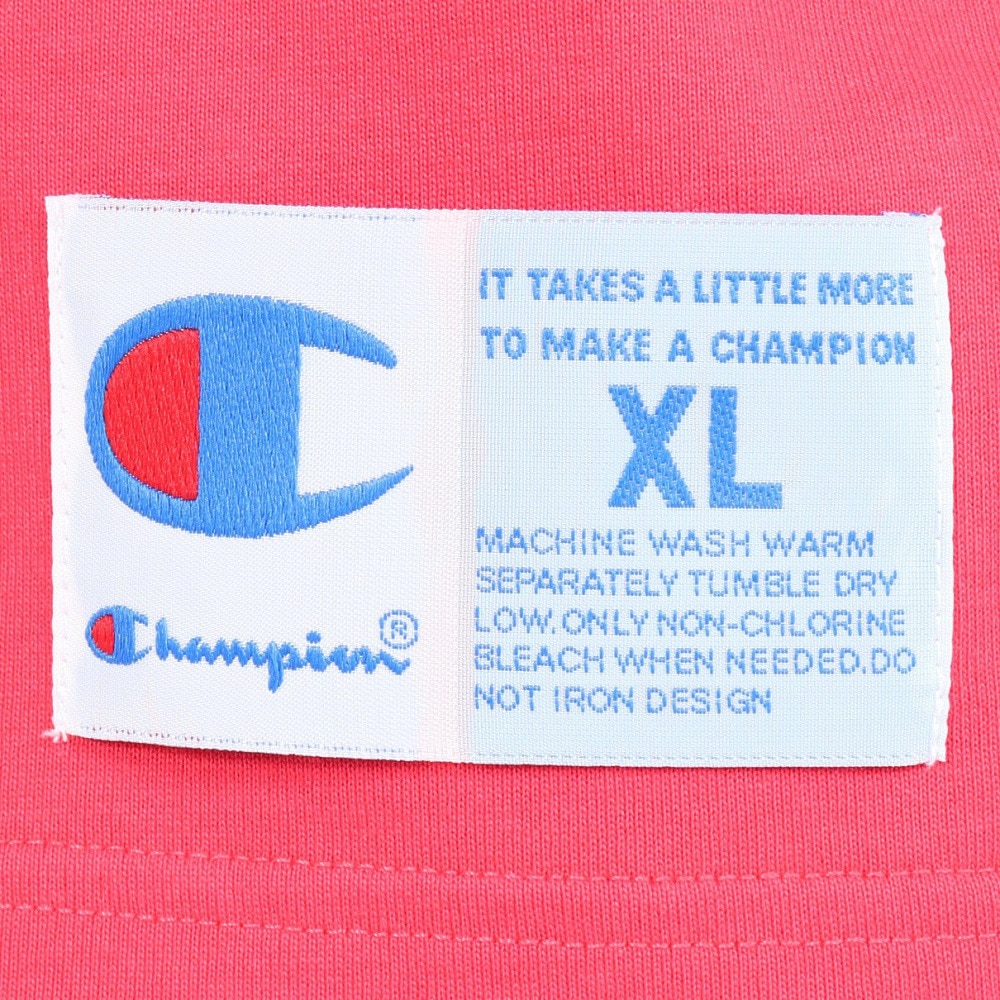 Champion®
IT TAKES A LITTLE MORE
TO MAKE A CHAMPION
XL
MACHINE WASH WARM
SEPARATELY TUMBLE DRY
LOW.ONLY NON-CHLORINE
BLEACH WHEN NEEDED.DO
NOT IRON DESIGN